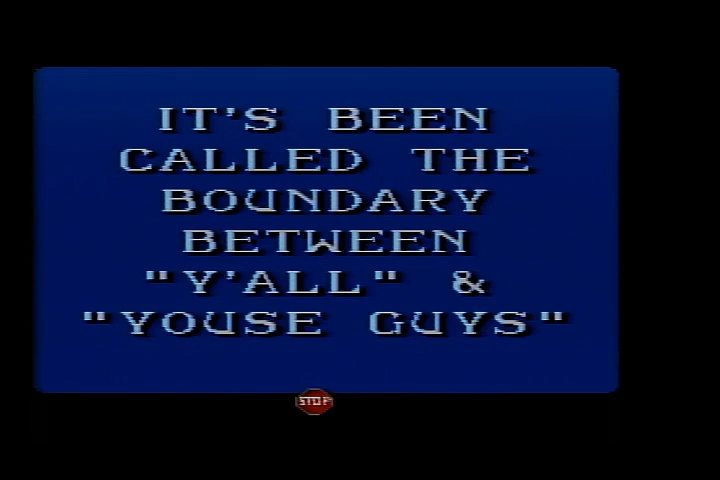 IT'S BEEN
CALLED THE
BOUNDARY
BETWEEN
"Y'ALL" &
"YOUSE GUYS"
STOP